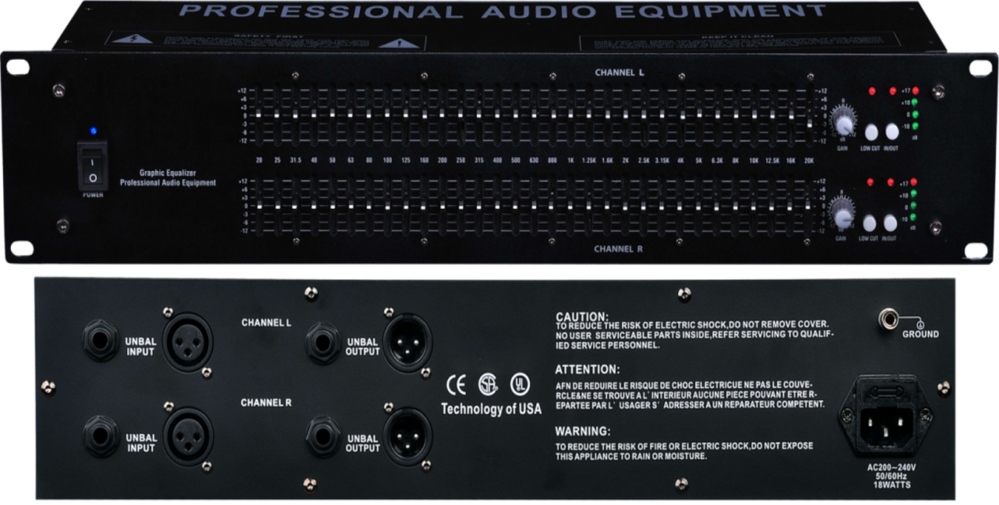 PROFESSIONAL AUDIO EQUIPMENT
SAFETY FIRST
KEEP IT CLEAN
CHANNEL L
+12 +12
+6 +6
+3 +3
0 0
-3 -3
-6 -6
-12 -12
0
dB
GAIN
LOW CUT IN/OUT
+17
+10
0
-10
dB
20 25 31.5 40 50 63 80 100 125 160 200 250 315 400 500 630 800 1K 1.25K 1.6K 2K 2.5K 3.15K 4K 5K 6.3K 8K 10K 12.5K 16K 20K
I
O
POWER
Graphic Equalizer
Professional Audio Equipment
+12 +12
+6 +6
+3 +3
0 0
-3 -3
-6 -6
-12 -12
GAIN
LOW CUT IN/OUT
+17
+10
0
-10
dB
CHANNEL R
CHANNEL L
UNBAL
INPUT
UNBAL
OUTPUT
CHANNEL R
UNBAL
INPUT
UNBAL
OUTPUT
CE SA UL
Technology of USA
CAUTION:
TO REDUCE THE RISK OF ELECTRIC SHOCK,DO NOT REMOVE COVER.
NO USER SERVICEABLE PARTS INSIDE,REFER SERVICING TO QUALIF-
IED SERVICE PERSONNEL.
ATTENTION:
AFN DE REDUIRE LE RISQUE DE CHOC ELECTRICUE NE PAS LE COUVE-
RCLE&NE SE TROUVE A L' INTERIEUR AUCUNE PIECE POUVANT ETRE R-
EPARTEE PAR L' USAGER S' ADRESSER A UN REPARATEUR COMPETENT.
WARNING:
TO REDUCE THE RISK OF FIRE OR ELECTRIC SHOCK,DO NOT EXPOSE
THIS APPLIANCE TO RAIN OR MOISTURE.
GROUND
AC200~240V
50/60Hz
18WATTS